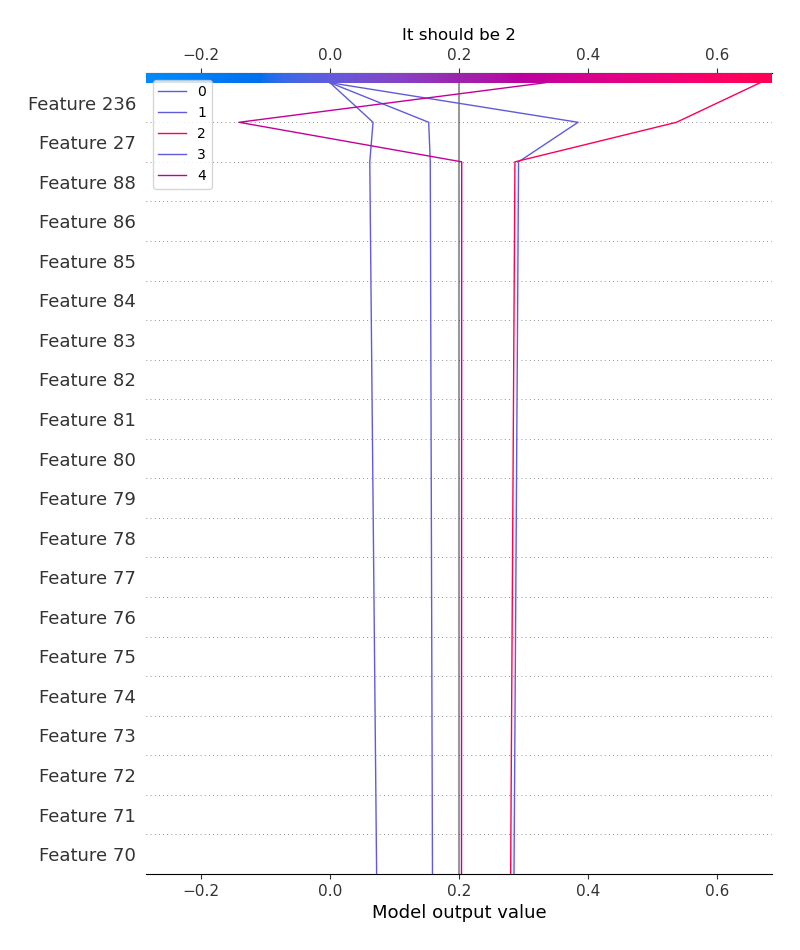 It should be 2
−0.2 0.0 0.2 0.4 0.6
0
1
2
3
4
Feature 236
Feature 27
Feature 88
Feature 86
Feature 85
Feature 84
Feature 83
Feature 82
Feature 81
Feature 80
Feature 79
Feature 78
Feature 77
Feature 76
Feature 75
Feature 74
Feature 73
Feature 72
Feature 71
Feature 70
−0.2 0.0 0.2 0.4 0.6
Model output value